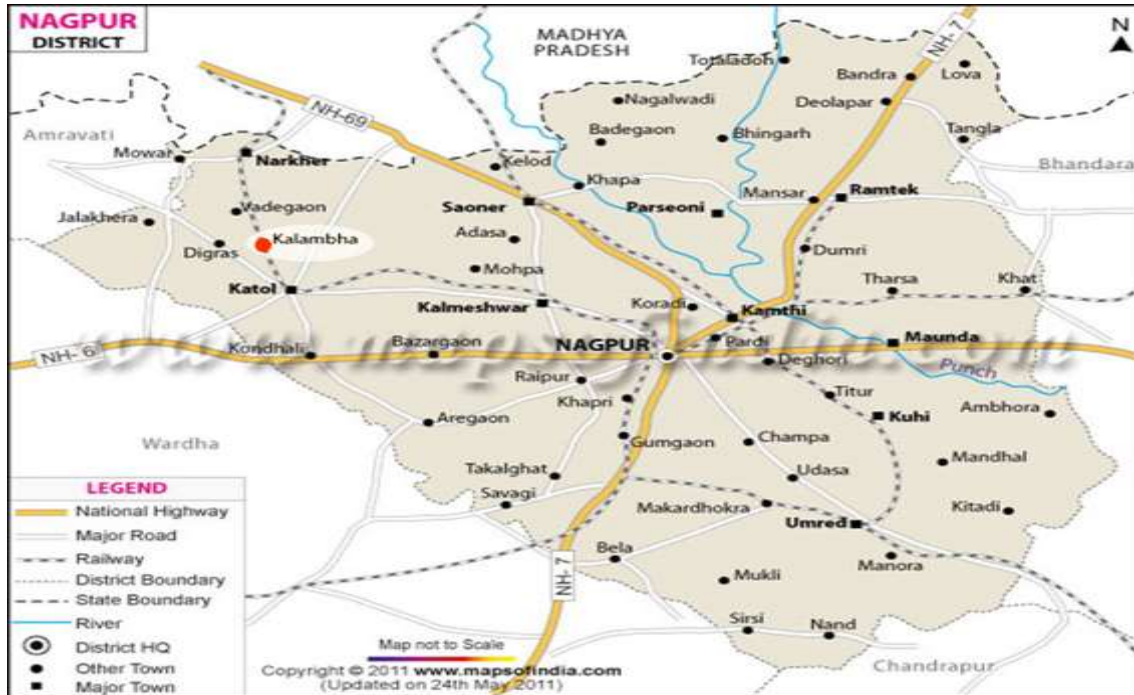 NAGPUR
DISTRICT
MADHYA
PRADESH
N
NH- 7
Totaladoh
Bandra
Lova
Nagalwadi
Deolapar
NH-69
Amravati
Badegaon
Bhingarh
Tangla
Mowar
Narkher
Kelod
Bhandara
Khapa
Mansar
Ramtek
Vadegaon
Saoner
Parseoni
Jalakhera
Kalambha
Adasa
Digras
Dumri
Mohpa
Tharsa
Khat
Katol
Kalmeshwar
Koradi
Kamthi
www.mapsofindia.com
NH- 6
Kondhali
Bazargaon
NAGPUR
Pardi
Maunda
Deghori
Punch
Raipur
Titur
Khapri
Kuhi
Ambhora
Aregaon
Wardha
Gumgaon
Champa
Mandhal
Takalghat
Udasa
Savagi
Makardhokra
Kitadi
Umred
Bela
Manora
NH- 7
Mukli
Sirsi
Nand
Chandrapur
LEGEND
National Highway
Major Road
Railway
District Boundary
State Boundary
River
District HQ
Other Town
Major Town
Map not to Scale
Copyright © 2011 www.mapsofindia.com
(Updated on 24th May 2011)